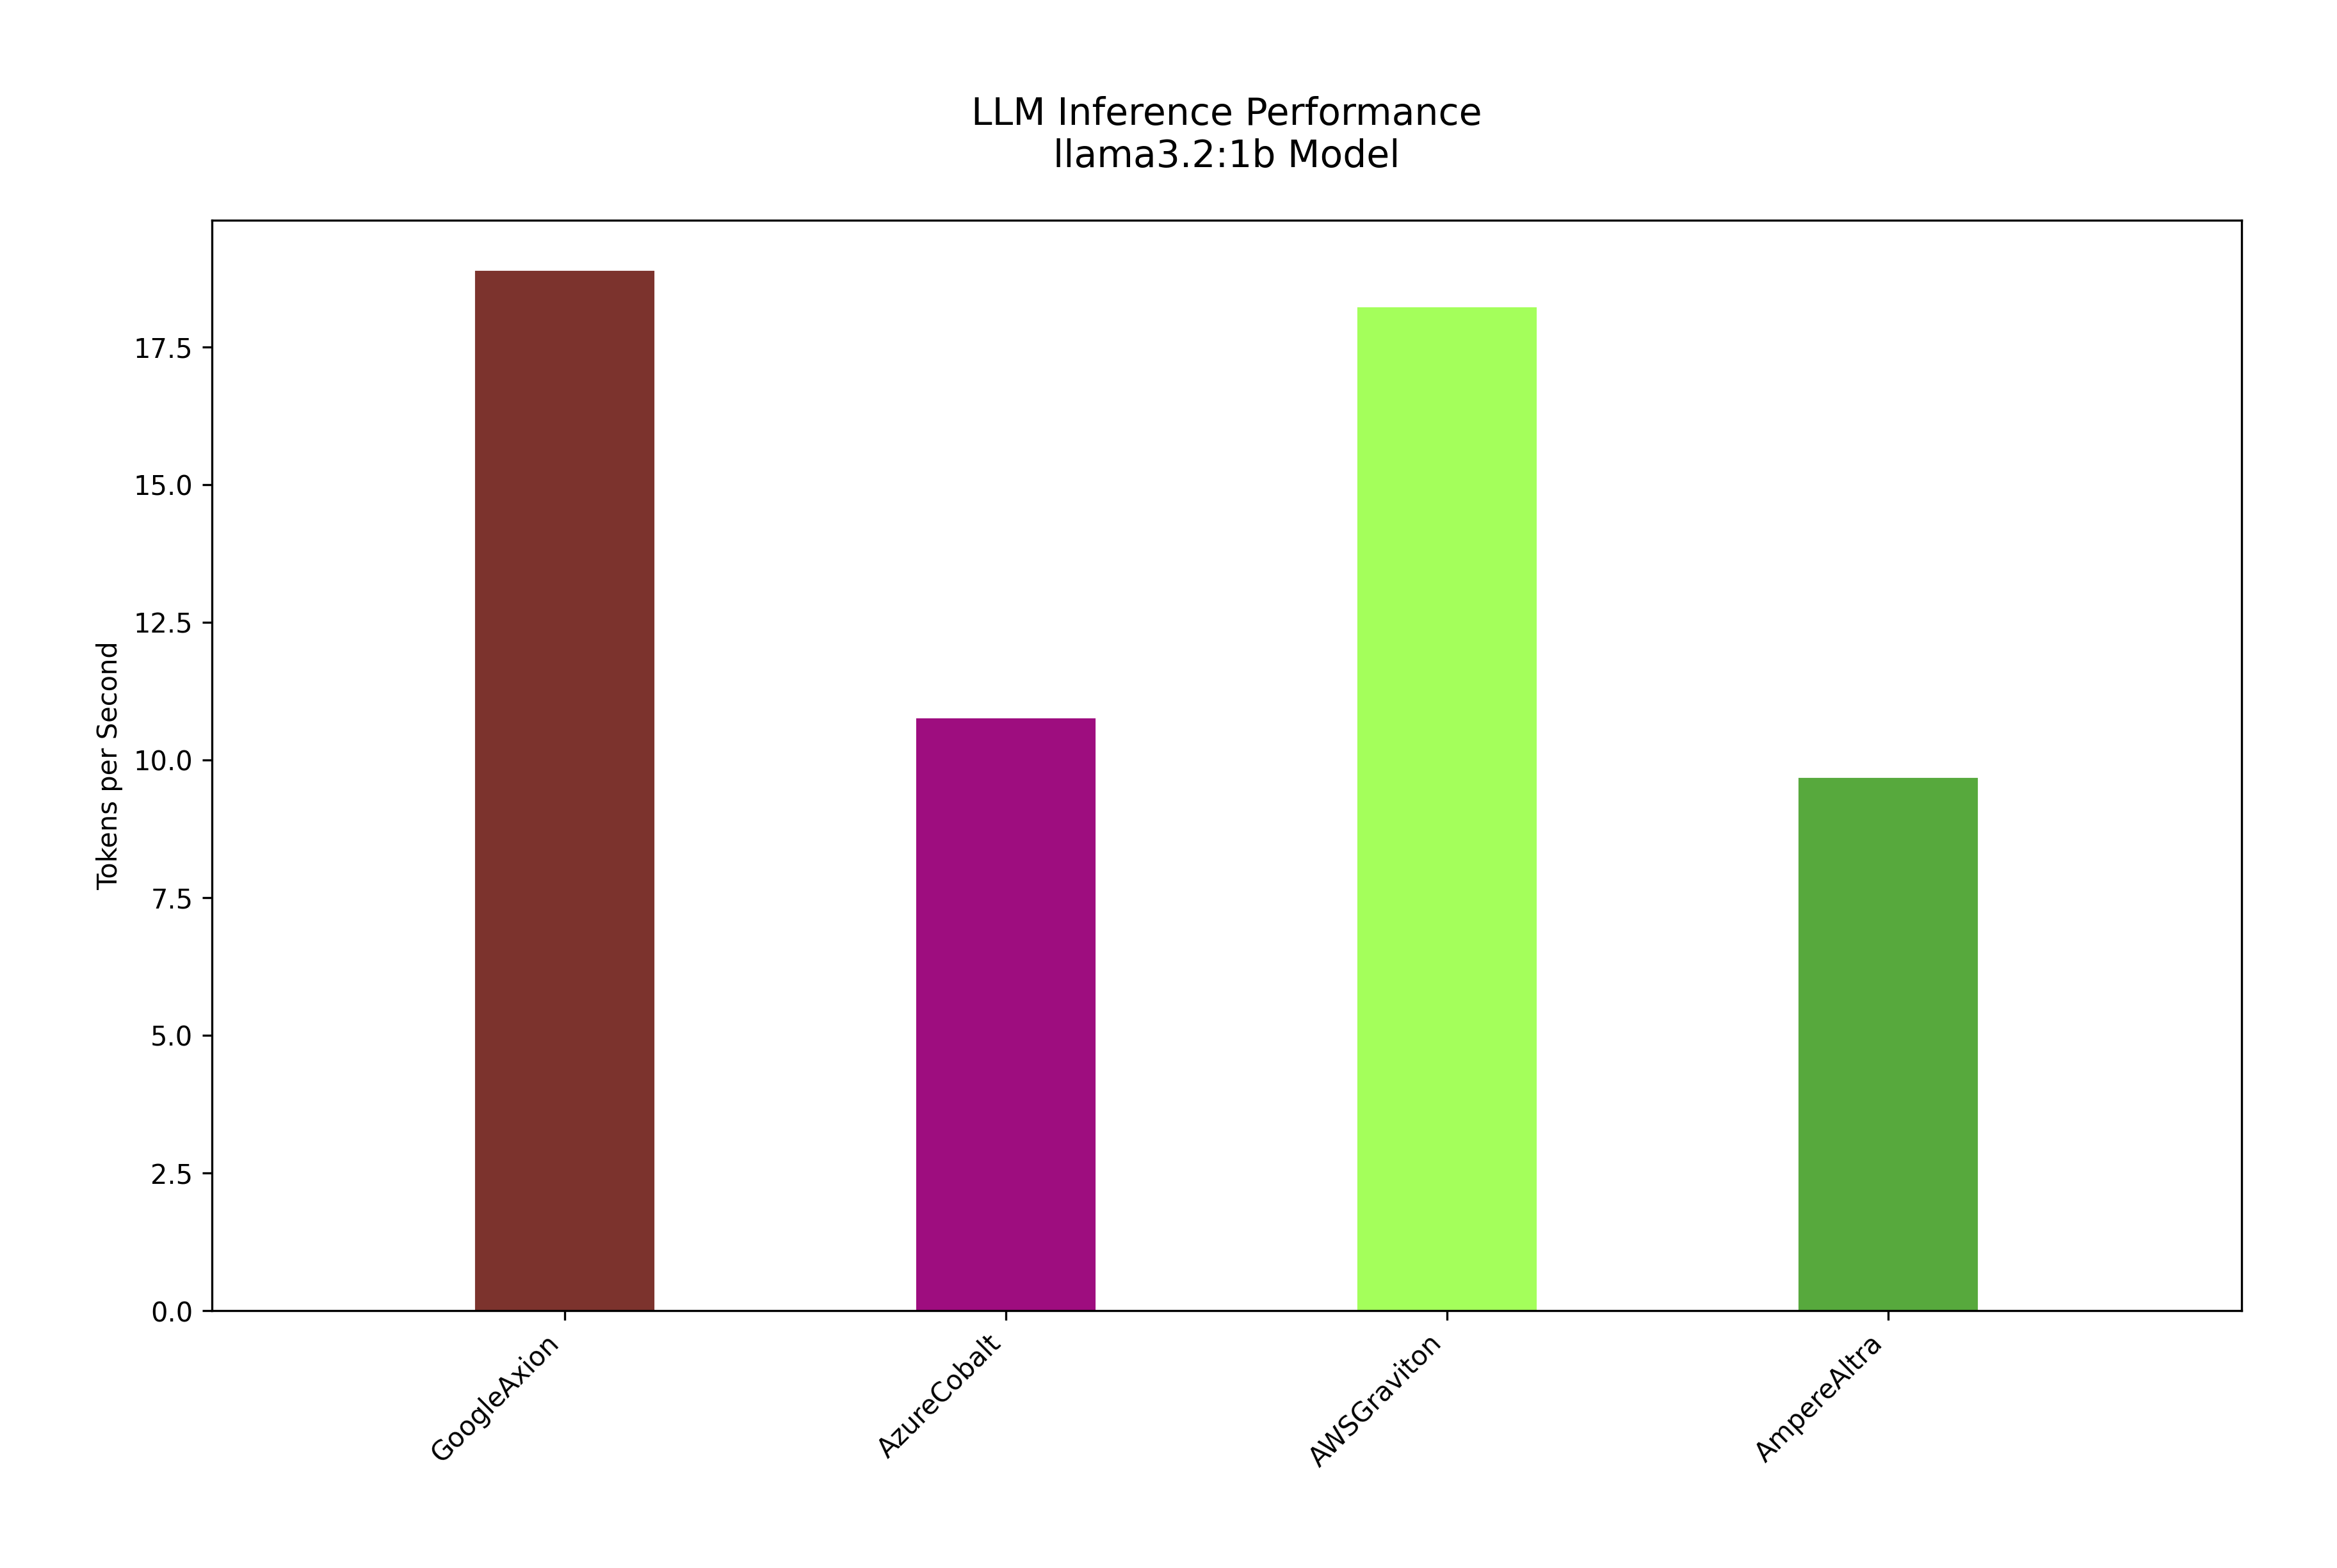 LLM Inference Performance
llama3.2:1b Model
Tokens per Second
17.5
15.0
12.5
10.0
7.5
5.0
2.5
0.0
GoogleAxion
AzureCobalt
AWSGraviton
AmpereAltra